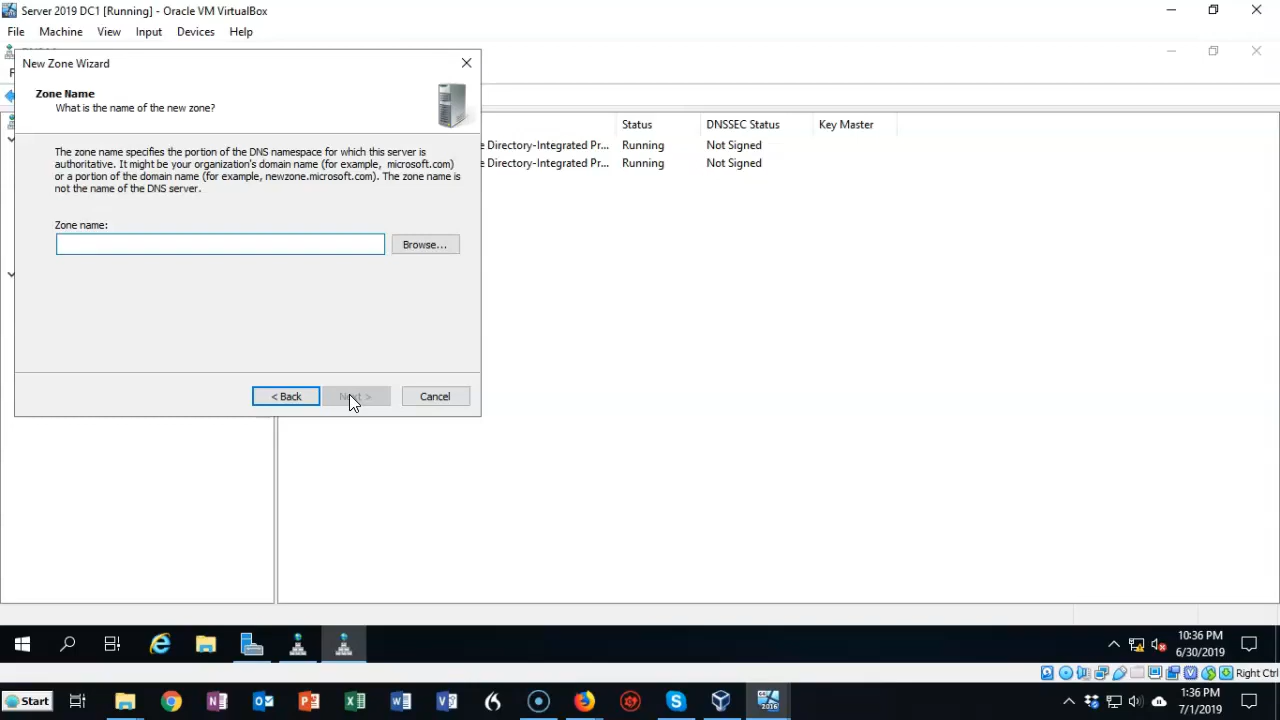 Server 2019 DC1 [Running] - Oracle VM VirtualBox
File Machine View Input Devices Help
New Zone Wizard
Zone Name
What is the name of the new zone?
Status DNSSEC Status Key Master
e Directory-Integrated Pr... Running Not Signed
e Directory-Integrated Pr... Running Not Signed
The zone name specifies the portion of the DNS namespace for which this server is
authoritative. It might be your organization's domain name (for example, microsoft.com)
or a portion of the domain name (for example, newzone.microsoft.com). The zone name is
not the name of the DNS server.
Zone name:
Browse...
< Back Next > Cancel
10:36 PM
6/30/2019
Right Ctrl
Start
1:36 PM
7/1/2019